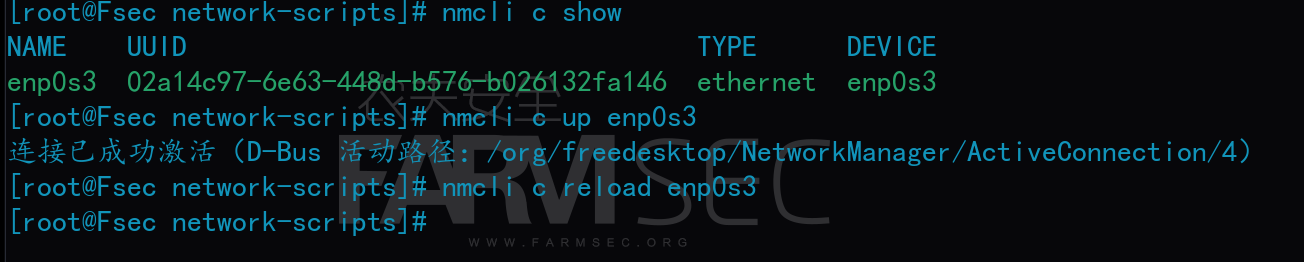 [root@Fsec network-scripts]# nmcli c show
NAME    UUID                                  TYPE      DEVICE
enp0s3  02a14c97-6e63-448d-b576-b026132fa146  ethernet  enp0s3
[root@Fsec network-scripts]# nmcli c up enp0s3
连接已成功激活（D-Bus 活动路径：/org/freedesktop/NetworkManager/ActiveConnection/4）
[root@Fsec network-scripts]# nmcli c reload enp0s3
[root@Fsec network-scripts]#
农夫安全
FARMSEC
WWW.FARMSEC.ORG